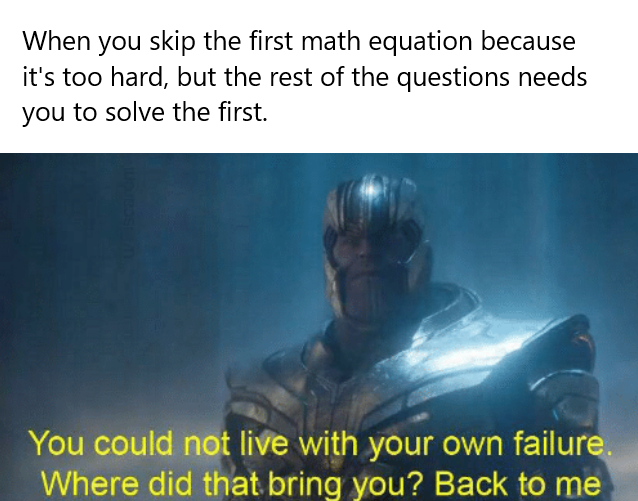 When you skip the first math equation because
it's too hard, but the rest of the questions needs
you to solve the first.
You could not live with your own failure.
Where did that bring you? Back to me